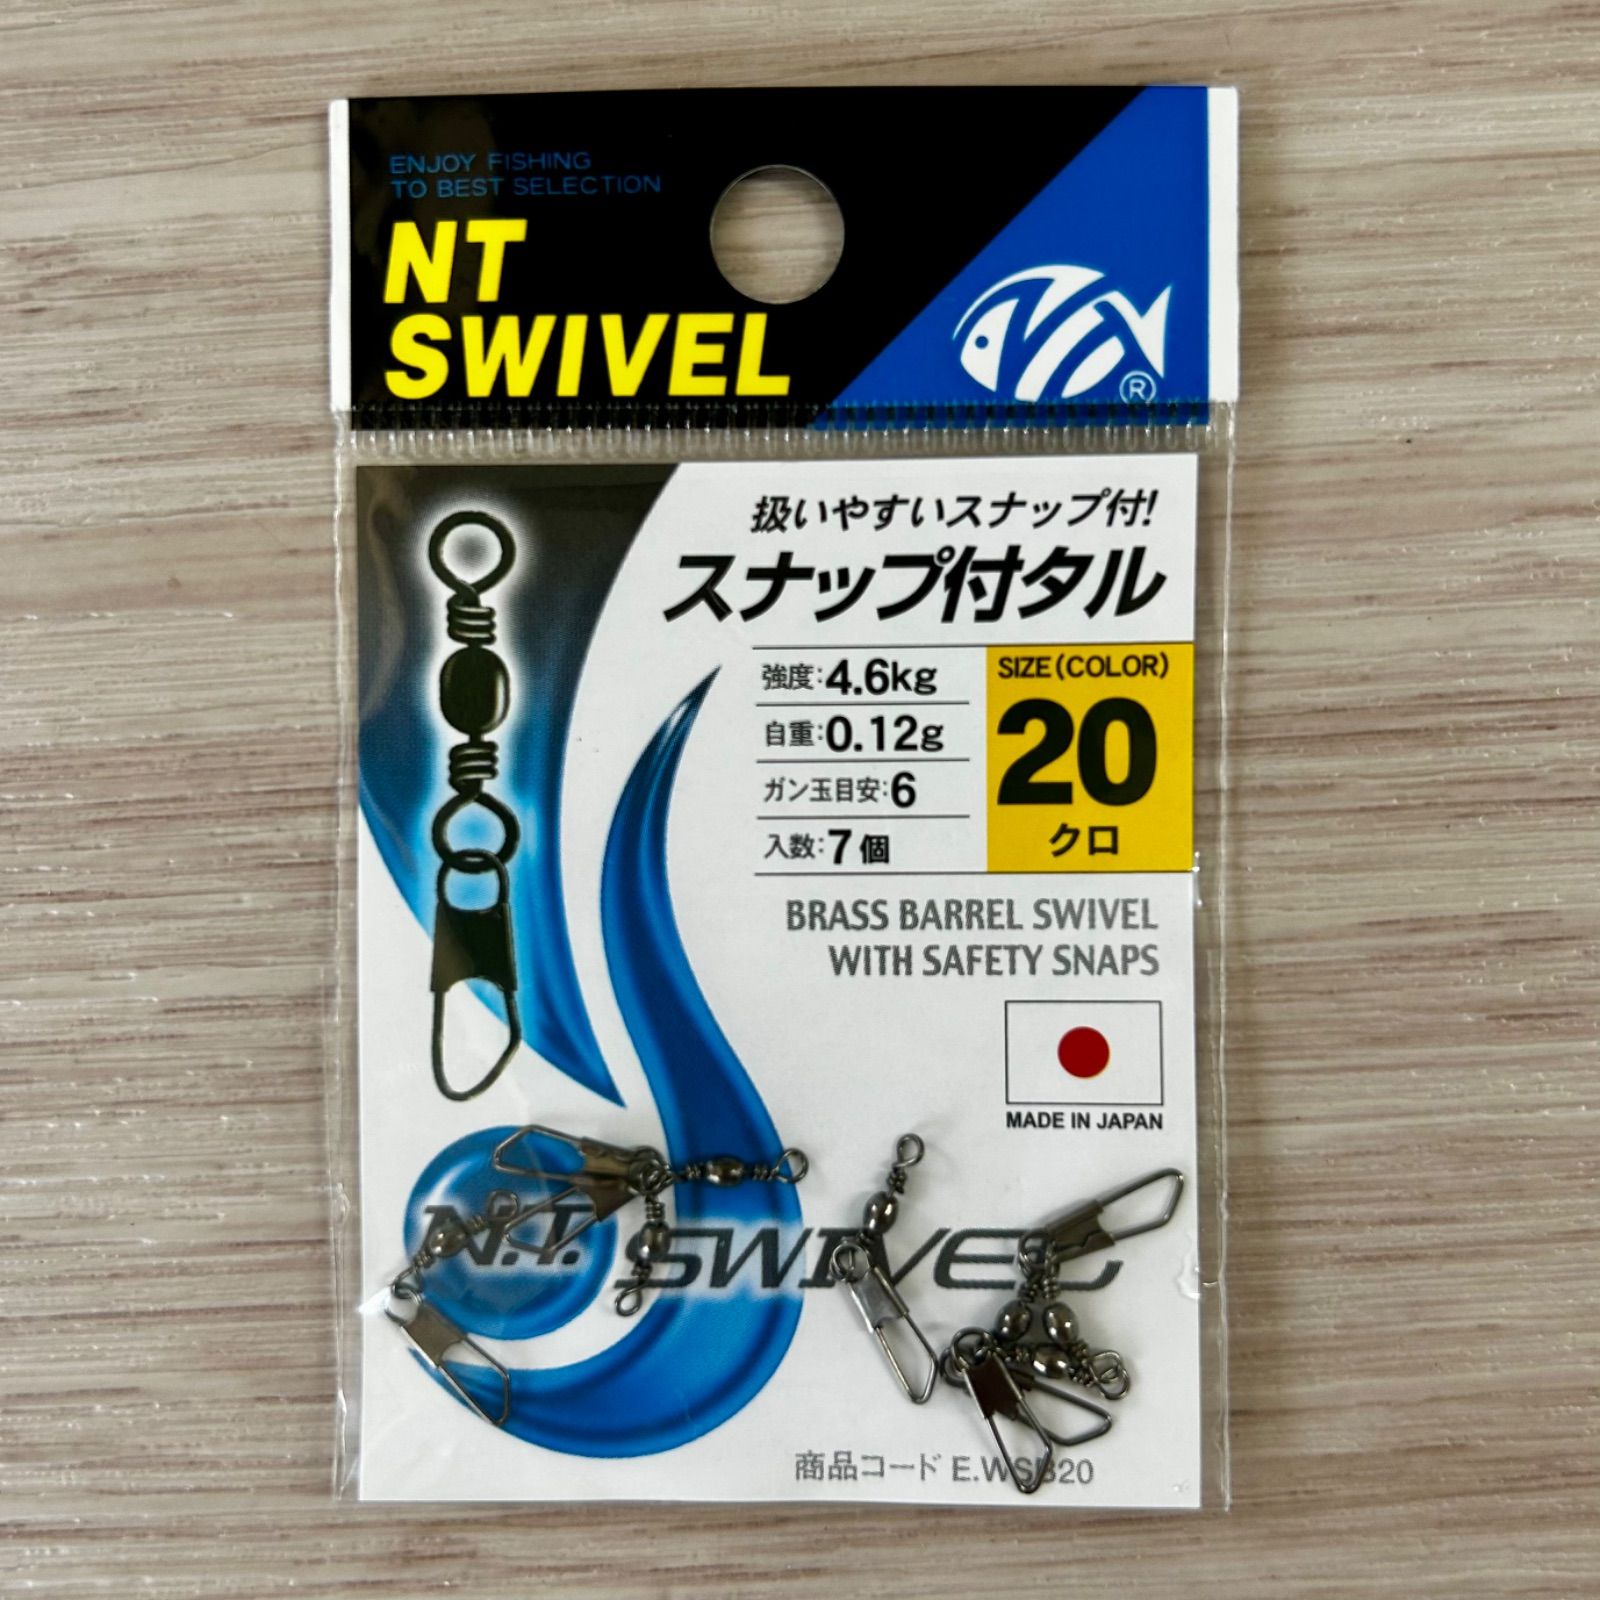 ENJOY FISHING
TO BEST SELECTION
NT
SWIVEL
®
扱いやすいスナップ付!
スナップ付タル
強度:4.6kg
自重:0.12g
ガン玉目安:6
入数:7個
SIZE(COLOR)
20
クロ
BRASS BARREL SWIVEL
WITH SAFETY SNAPS
MADE IN JAPAN
N.T. SWIVEL
商品コード E.WSB20